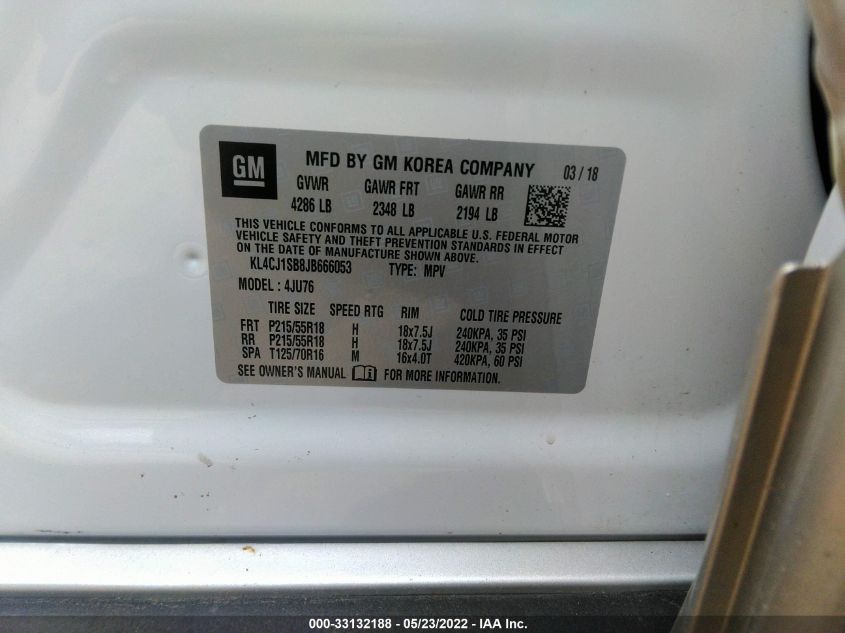 GM
MFD BY GM KOREA COMPANY 03 / 18
GVWR GAWR FRT GAWR RR
4286 LB 2348 LB 2194 LB
THIS VEHICLE CONFORMS TO ALL APPLICABLE U.S. FEDERAL MOTOR
VEHICLE SAFETY AND THEFT PREVENTION STANDARDS IN EFFECT
ON THE DATE OF MANUFACTURE SHOWN ABOVE.
KL4CJ1SB8JB666053 TYPE: MPV
MODEL : 4JU76
TIRE SIZE SPEED RTG RIM COLD TIRE PRESSURE
FRT P215/55R18 H 18x7.5J 240KPA, 35 PSI
RR P215/55R18 H 18x7.5J 240KPA, 35 PSI
SPA T125/70R16 M 16x4.0T 420KPA, 60 PSI
SEE OWNER'S MANUAL FOR MORE INFORMATION.
000-33132188 - 05/23/2022 - IAA Inc.